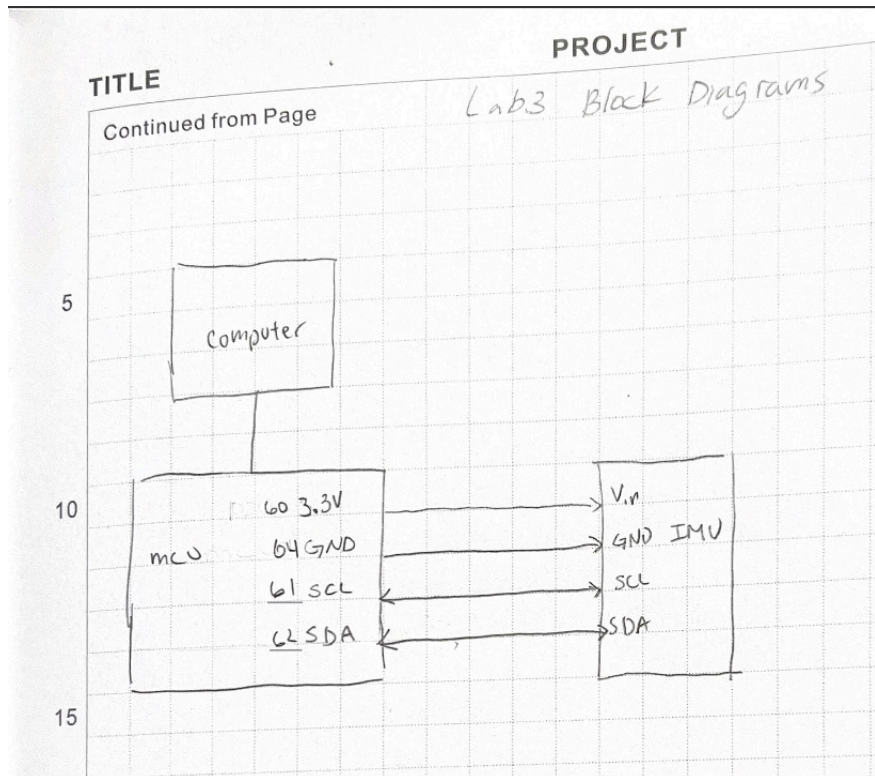 PROJECT
TITLE
Continued from Page
Lab3 Block Diagrams
5
Computer
10
60 3.3V
Vin
mcu
64 GND
GND IMU
61 SCL
SCL
62 SDA
SDA
15